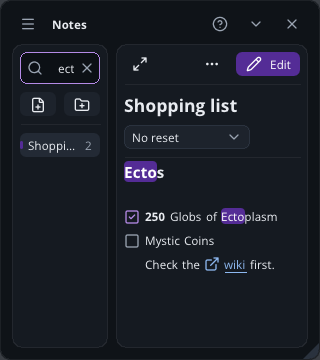 Notes
ect
Edit
Shopping list
No reset
Shoppi... 2
Ectos
250 Globs of Ectoplasm
Mystic Coins
Check the wiki first.